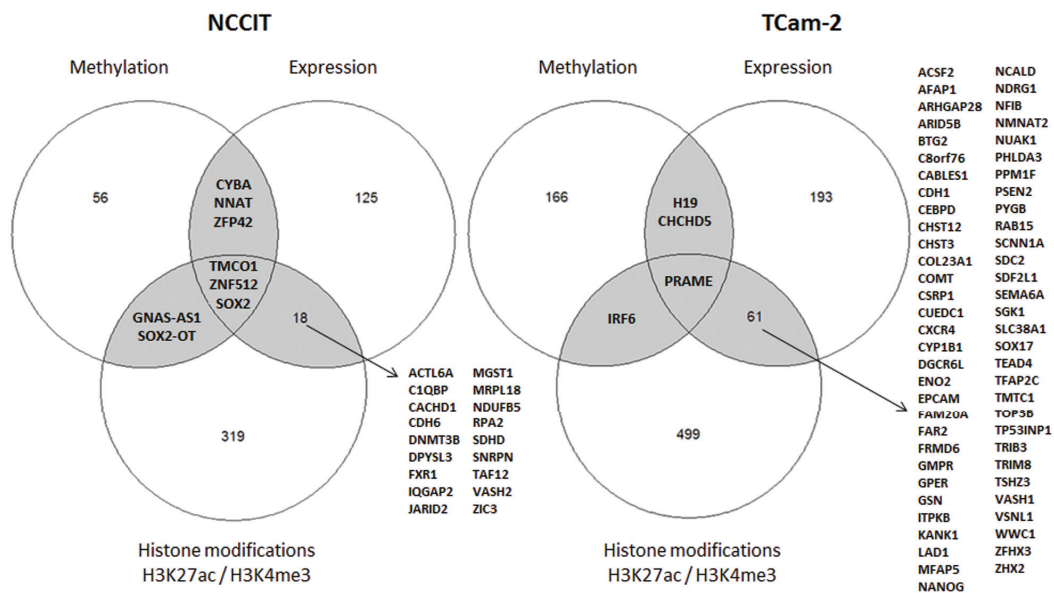 NCCIT
Methylation
Expression
56
CYBA
NNAT
ZFP42
125
TMCO1
ZNF512
SOX2
GNAS-AS1
SOX2-OT
18
319
ACTL6A MGST1
C1QBP MRPL18
CACHD1 NDUFB5
CDH6 RPA2
DNMT3B SDHD
DPYSL3 SNRPN
FXR1 TAF12
IQGAP2 VASH2
JARID2 ZIC3
Histone modifications
H3K27ac / H3K4me3
TCam-2
Methylation
Expression
166
H19
CHCHD5
193
PRAME
IRF6
61
499
Histone modifications
H3K27ac / H3K4me3
ACSF2 NCALD
AFAP1 NDRG1
ARHGAP28 NFIB
ARID5B NMNAT2
BTG2 NUAK1
C8orf76 PHLDA3
CABLES1 PPM1F
CDH1 PSEN2
CEBPD PYGB
CHST12 RAB15
CHST3 SCNN1A
COL23A1 SDC2
COMT SDF2L1
CSRP1 SEMA6A
CUEDC1 SGK1
CXCR4 SLC38A1
CYP1B1 SOX17
DGCR6L TEAD4
ENO2 TFAP2C
EPCAM TMTC1
FAM20A TOP3B
FAR2 TP53INP1
FRMD6 TRIB3
GMPR TRIM8
GPER TSHZ3
GSN VASH1
ITPKB VSNL1
KANK1 WWC1
LAD1 ZFHX3
MFAP5 ZHX2
NANOG